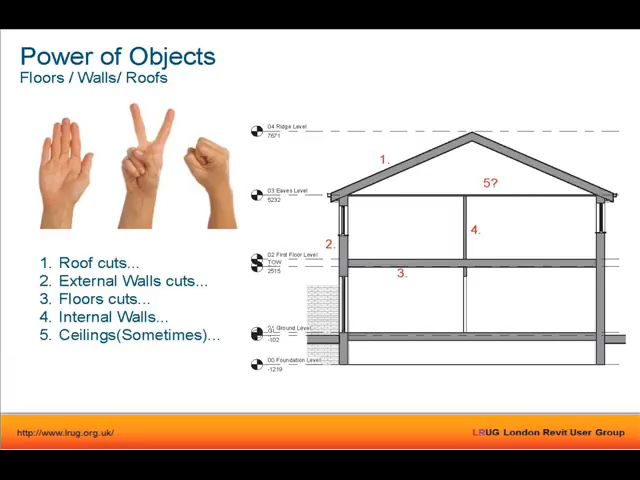 Power of Objects
Floors / Walls/ Roofs
1. Roof cuts...
2. External Walls cuts...
3. Floors cuts...
4. Internal Walls...
5. Ceilings(Sometimes)...
04 Ridge Level
7671
1.
5?
03 Eaves Level
5232
4.
2.
02 First Floor Level
TOW
2515
3.
01 Ground Level
-102
00 Foundation Level
-1219
http://www.lrug.org.uk/
LRUG London Revit User Group